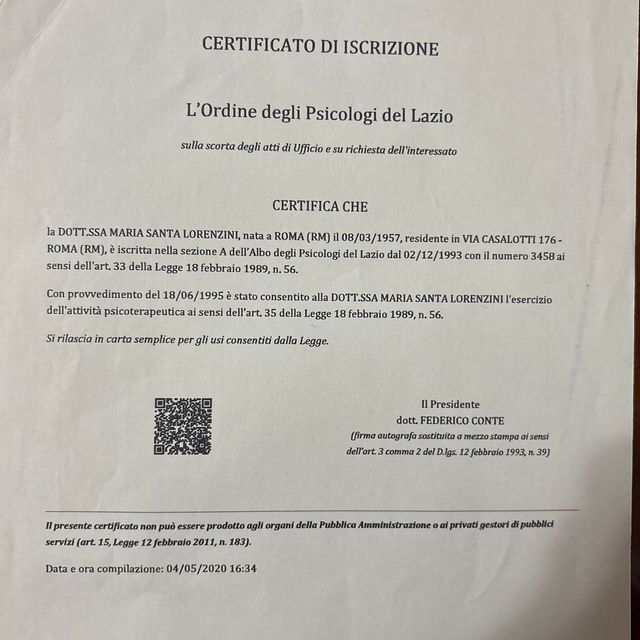 CERTIFICATO DI ISCRIZIONE
L'Ordine degli Psicologi del Lazio
sulla scorta degli atti di Ufficio e su richiesta dell'interessato
CERTIFICA CHE
la DOTT.SSA MARIA SANTA LORENZINI, nata a ROMA (RM) il 08/03/1957, residente in VIA CASALOTTI 176 -
ROMA (RM), è iscritta nella sezione A dell'Albo degli Psicologi del Lazio dal 02/12/1993 con il numero 3458 ai
sensi dell'art. 33 della Legge 18 febbraio 1989, n. 56.
Con provvedimento del 18/06/1995 è stato consentito alla DOTT.SSA MARIA SANTA LORENZINI l'esercizio
dell'attività psicoterapeutica ai sensi dell'art. 35 della Legge 18 febbraio 1989, n. 56.
Si rilascia in carta semplice per gli usi consentiti dalla Legge.
Il Presidente
dott. FEDERICO CONTE
(firma autografa sostituita a mezzo stampa ai sensi
dell'art. 3 comma 2 del D.lgs. 12 febbraio 1993, n. 39)
Il presente certificato non può essere prodotto agli organi della Pubblica Amministrazione o ai privati gestori di pubblici
servizi (art. 15, Legge 12 febbraio 2011, n. 183).
Data e ora compilazione: 04/05/2020 16:34